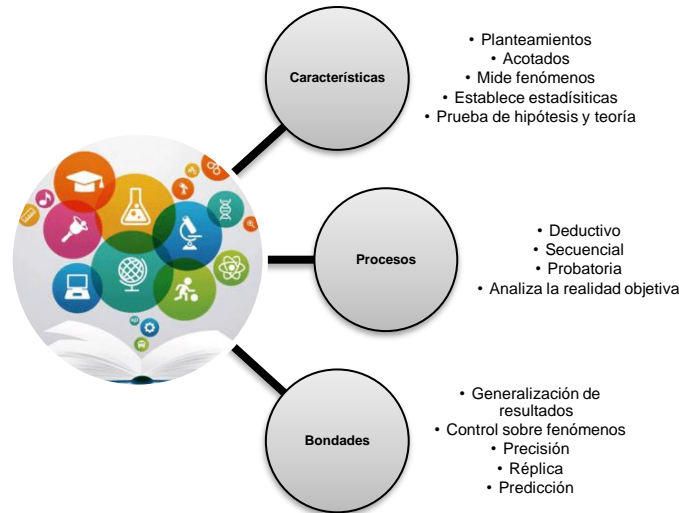 Características
• Planteamientos
• Acotados
• Mide fenómenos
• Establece estadísiticas
• Prueba de hipótesis y teoría
Procesos
• Deductivo
• Secuencial
• Probatoria
• Analiza la realidad objetiva
Bondades
• Generalización de
resultados
• Control sobre fenómenos
• Precisión
• Réplica
• Predicción